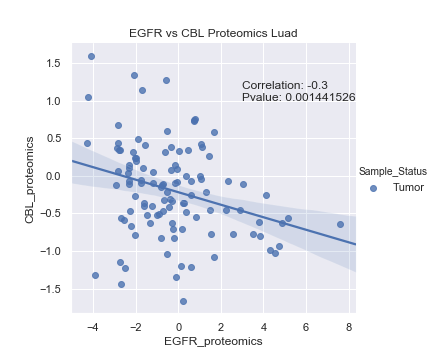 EGFR vs CBL Proteomics Luad
Correlation: -0.3
Pvalue: 0.001441526
Sample_Status
Tumor
CBL_proteomics
1.5
1.0
0.5
0.0
−0.5
−1.0
−1.5
−4 −2 0 2 4 6 8
EGFR_proteomics